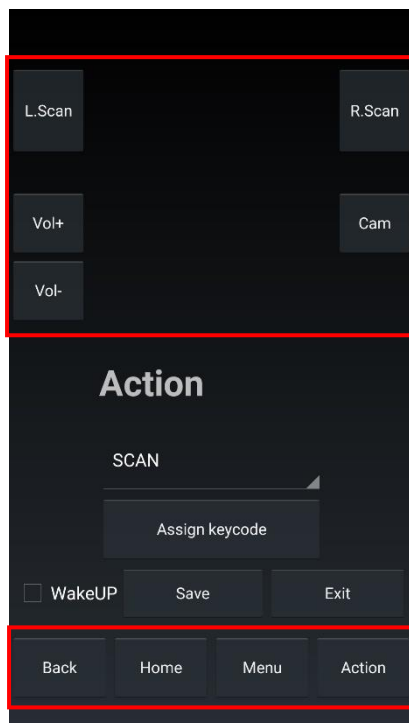 L.Scan R.Scan
Vol+ Cam
Vol-
Action
SCAN
Assign keycode
WakeUP Save Exit
Back Home Menu Action